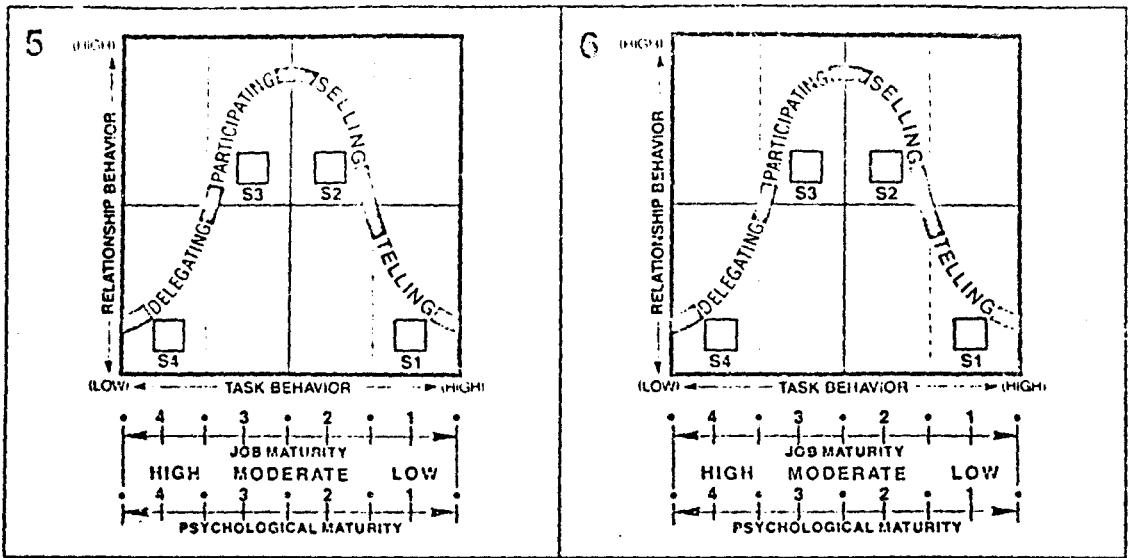 5
(HIGH)
RELATIONSHIP BEHAVIOR
DELEGATING
PARTICIPATING
SELLING
TELLING
S3
S2
S4
S1
(LOW)
TASK BEHAVIOR
(HIGH)
4 3 2 1
JOB MATURITY
HIGH MODERATE LOW
4 3 2 1
PSYCHOLOGICAL MATURITY
6
(HIGH)
RELATIONSHIP BEHAVIOR
DELEGATING
PARTICIPATING
SELLING
TELLING
S3
S2
S4
S1
(LOW)
TASK BEHAVIOR
(HIGH)
4 3 2 1
JOB MATURITY
HIGH MODERATE LOW
4 3 2 1
PSYCHOLOGICAL MATURITY